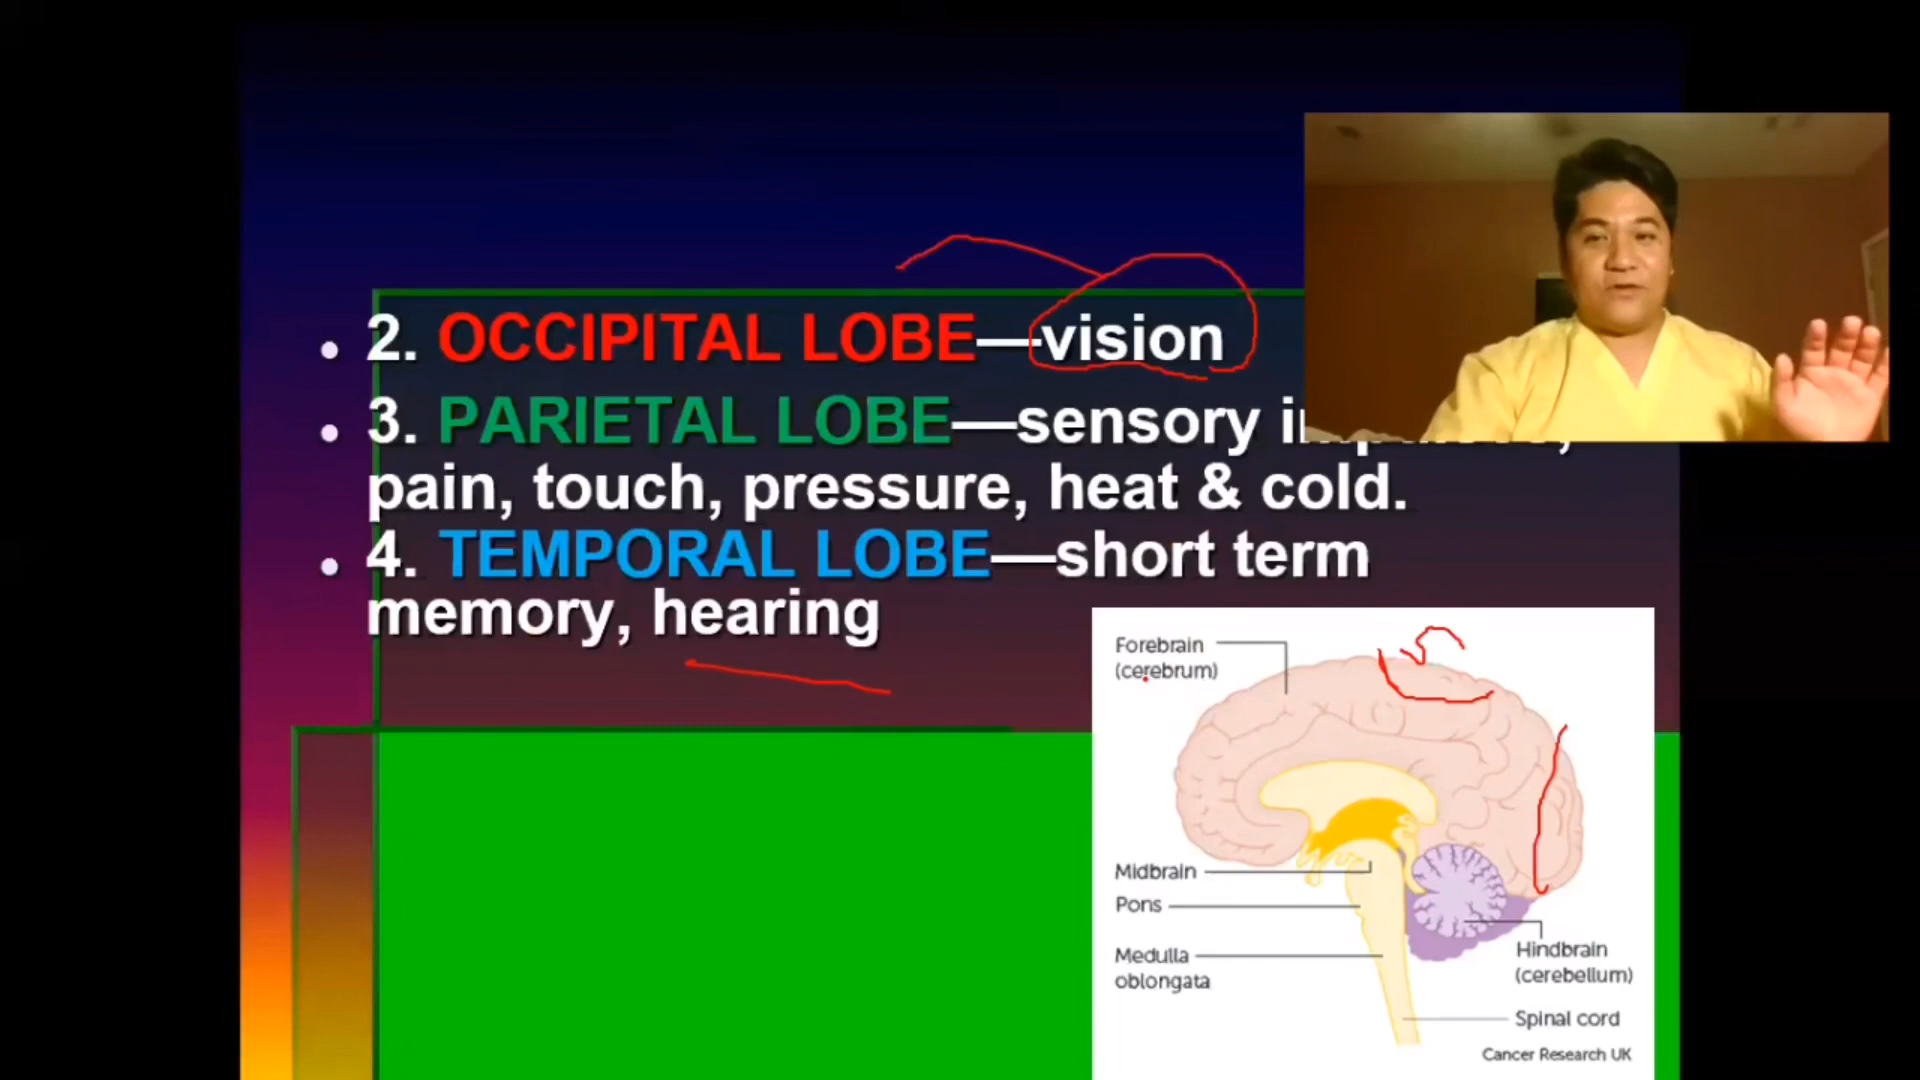 2. OCCIPITAL LOBE—vision
3. PARIETAL LOBE—sensory
pain, touch, pressure, heat & cold.
4. TEMPORAL LOBE—short term
memory, hearing
Forebrain
(cerebrum)
Midbrain
Pons
Medulla
oblongata
Hindbrain
(cerebellum)
Spinal cord
Cancer Research UK